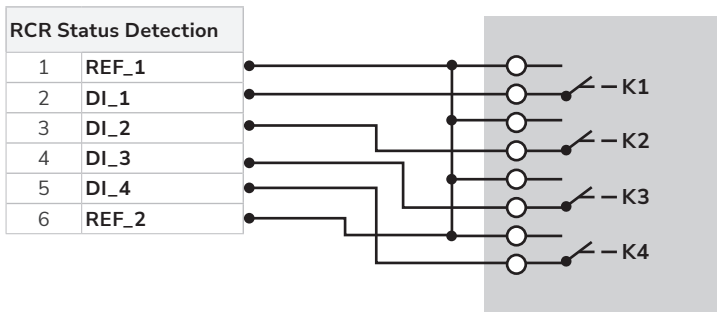 RCR Status Detection
1 REF_1
2 DI_1
3 DI_2
4 DI_3
5 DI_4
6 REF_2
K1
K2
K3
K4